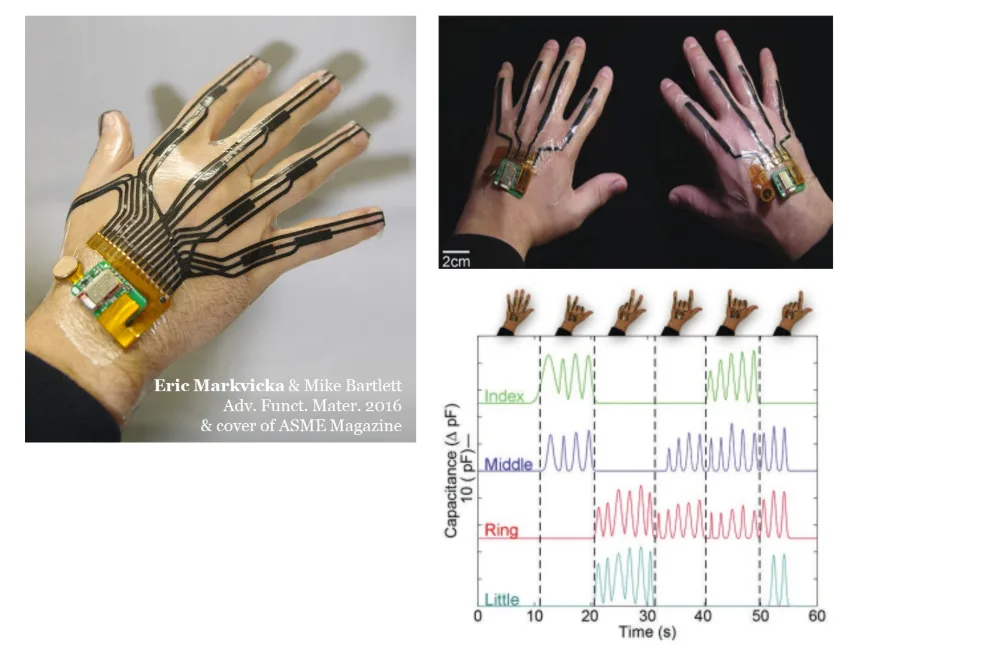 Eric Markvicka & Mike Bartlett
Adv. Funct. Mater. 2016
& cover of ASME Magazine
2cm
Capacitance (Δ pF)
10 ( pF)
Index
Middle
Ring
Little
0 10 20 30 40 50 60
Time (s)